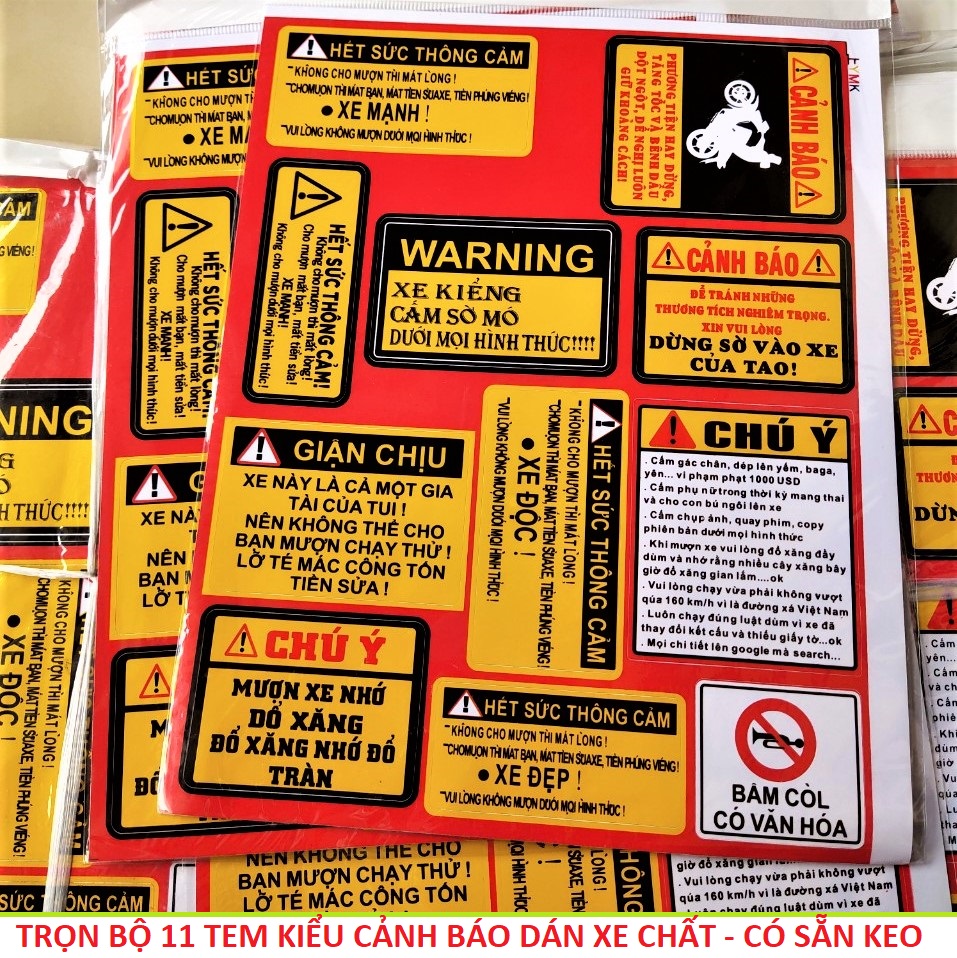 HẾT SỨC THÔNG CẢM
KHÔNG CHO MƯỢN THÌ MẤT LÒNG !
CHO MƯỢN THÌ MẤT BẠN, MẤT TIỀN SỬA XE, TIỀN PHÚNG VIẾNG !
• XE MẠNH !
VUI LÒNG KHÔNG MƯỢN DƯỚI MỌI HÌNH THỨC !
CẢNH BÁO
PHƯƠNG TIỆN HAY DỪNG,
TĂNG TỐC VÀ BỆNH ĐẦU
ĐỘT NGỘT, ĐỀ NGHỊ LUÔN
GIỮ KHOẢNG CÁCH!
HẾT SỨC THÔNG CẢM!
Không cho mượn thì mất lòng!
Cho mượn mất bạn, mất tiền sửa!
XE MẠNH!
Không cho mượn dưới mọi hình thức!
WARNING
XE KIỂNG
CẤM SỜ MÓ
DƯỚI MỌI HÌNH THỨC!!!!
CẢNH BÁO
ĐỂ TRÁNH NHỮNG
THƯƠNG TÍCH NGHIÊM TRỌNG.
XIN VUI LÒNG
DỪNG SỜ VÀO XE
CỦA TAO!
GIẬN CHỊU
XE NÀY LÀ CẢ MỘT GIA
TÀI CỦA TUI !
NÊN KHÔNG THỂ CHO
BẠN MƯỢN CHẠY THỬ !
LỠ TÉ MẮC CÔNG TỐN
TIỀN SỬA !
HẾT SỨC THÔNG CẢM
KHÔNG CHO MƯỢN THÌ MẤT LÒNG !
CHO MƯỢN THÌ MẤT BẠN, MẤT TIỀN SỬA XE, TIỀN PHÚNG VIẾNG !
• XE ĐỘC !
VUI LÒNG KHÔNG MƯỢN DƯỚI MỌI HÌNH THỨC !
CHÚ Ý
. Cấm gác chân, dép lên yếm, baga,
yên... vi phạm phạt 1000 USD
. Cấm phụ nữ trong thời kỳ mang thai
và cho con bú ngồi lên xe
. Cấm chụp ảnh, quay phim, copy
phiên bản dưới mọi hình thức
. Khi mượn xe vui lòng đổ xăng đầy
dùm và nhớ rằng nhiều cây xăng bây
giờ đổ xăng gian lắm....ok
. Vui lòng chạy vừa phải không vượt
qúa 160 km/h vì là đường xá Việt Nam
. Luôn chạy đúng luật dùm vì xe đã
thay đổi kết cấu và thiếu giấy tờ...ok
. Mọi chi tiết lên google mà search...
CHÚ Ý
MƯỢN XE NHỚ
ĐỔ XĂNG
ĐỔ XĂNG NHỚ ĐỔ
TRÀN
HẾT SỨC THÔNG CẢM
KHÔNG CHO MƯỢN THÌ MẤT LÒNG !
CHO MƯỢN THÌ MẤT BẠN, MẤT TIỀN SỬA XE, TIỀN PHÚNG VIẾNG !
• XE ĐẸP !
VUI LÒNG KHÔNG MƯỢN DƯỚI MỌI HÌNH THỨC !
BÂM CÒI
CÓ VĂN HÓA
TRỌN BỘ 11 TEM KIỂU CẢNH BÁO DÁN XE CHẤT - CÓ SẴN KEO